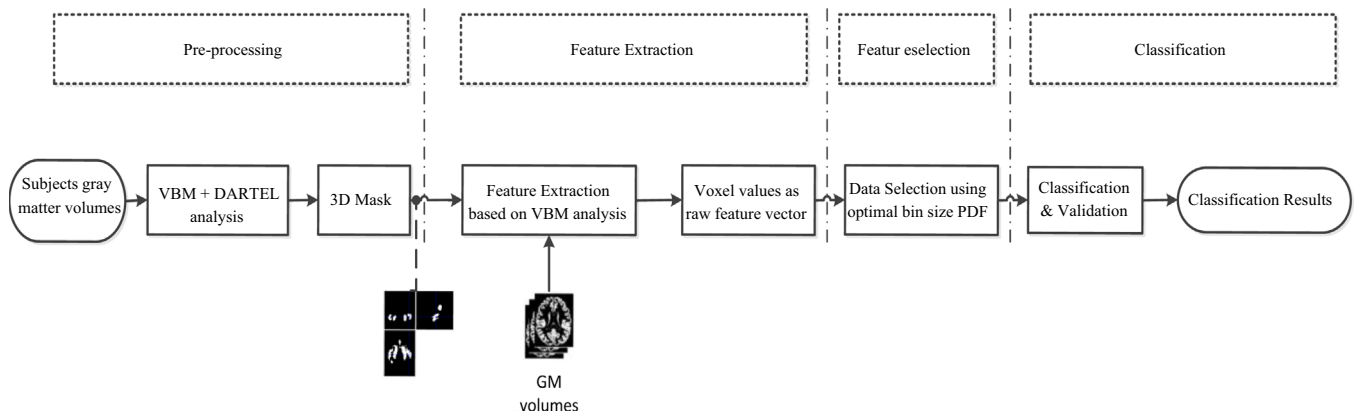 Pre-processing
Feature Extraction
Featur eselection
Classification
Subjects gray
matter volumes
VBM + DARTEL
analysis
3D Mask
Feature Extraction
based on VBM analysis
Voxel values as
raw feature vector
Data Selection using
optimal bin size PDF
Classification
& Validation
Classification Results
GM
volumes